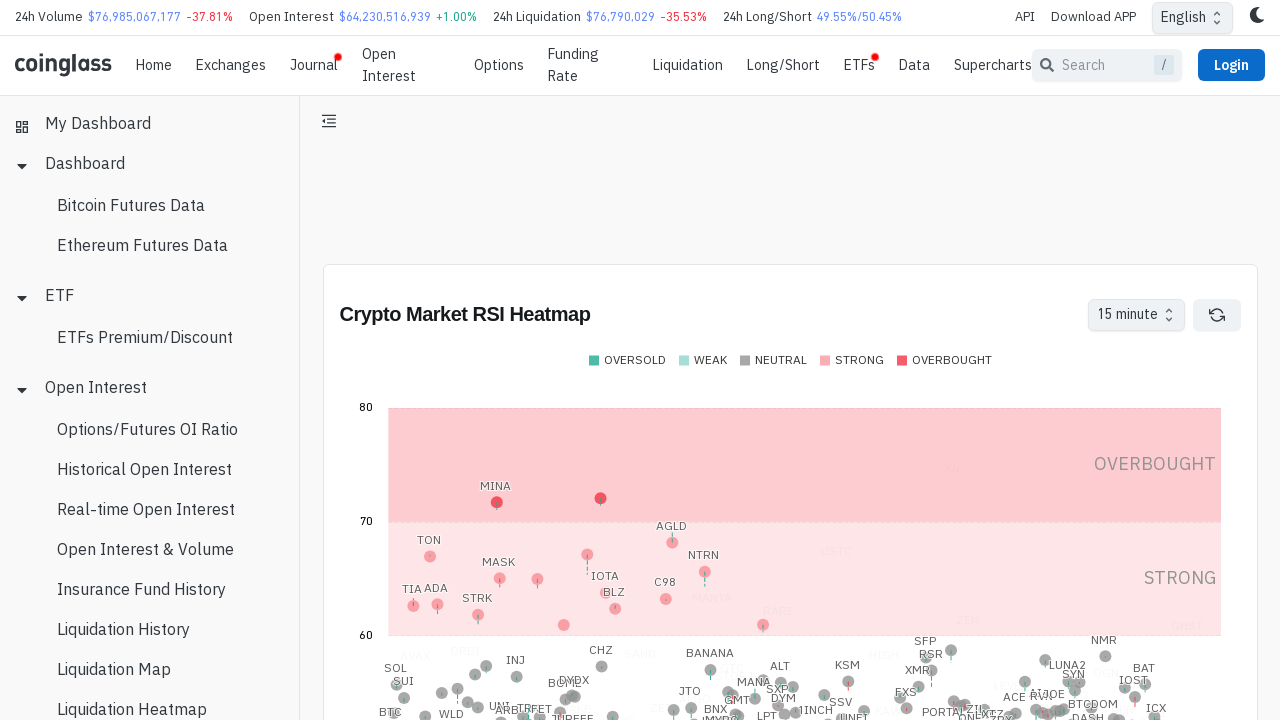 24h Volume $76,985,067,177 -37.81% Open Interest $64,230,516,939 +1.00% 24h Liquidation $76,790,029 -35.53% 24h Long/Short 49.55%/50.45% API Download APP English
coinglass Home Exchanges Journal Open Interest Options Funding Rate Liquidation Long/Short ETFs Data Supercharts Search / Login
My Dashboard
Dashboard
Bitcoin Futures Data
Ethereum Futures Data
ETF
ETFs Premium/Discount
Open Interest
Options/Futures OI Ratio
Historical Open Interest
Real-time Open Interest
Open Interest & Volume
Insurance Fund History
Liquidation History
Liquidation Map
Liquidation Heatmap
Crypto Market RSI Heatmap 15 minute
OVERSOLD WEAK NEUTRAL STRONG OVERBOUGHT
80
OVERBOUGHT
MINA
70
AGLD
TON
NTRN
MASK
IOTA
STRONG
C98
TIA ADA
BLZ
STRK
60
NMR
SFP
CHZ
BANANA
RSR
INJ
KSM
LUNA2
SOL
ALT
XMR
BAT
SYN
SUI
MANA
IOST
DYDX
JTO
SXP
FXS
ACE
GMT
DYM
SSV
BTCDOM
BNX
ICX
BTC
WLD
LPT
1INCH
PORTAL
DASH